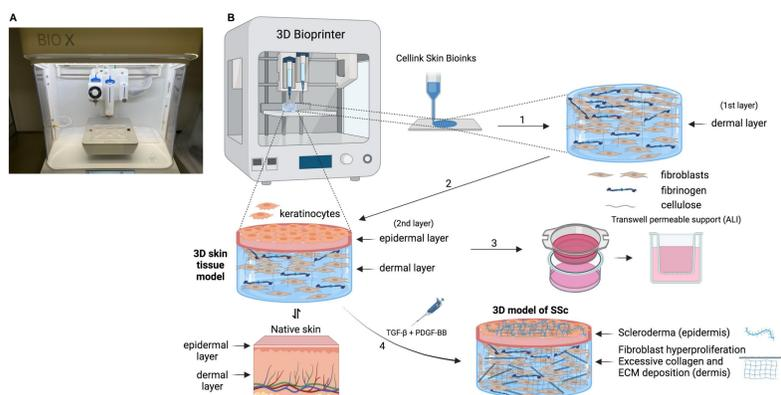 A
B
BIO X
3D Bioprinter
Cellink Skin Bioinks
1
(1st layer)
dermal layer
2
fibroblasts
fibrinogen
cellulose
keratinocytes
(2nd layer)
epidermal layer
3D skin
tissue
model
dermal layer
3
Transwell permeable support (ALI)
Native skin
epidermal
layer
dermal
layer
TGF-β + PDGF-BB
4
3D model of SSc
Scleroderma (epidermis)
Fibroblast hyperproliferation
Excessive collagen and
ECM deposition (dermis)